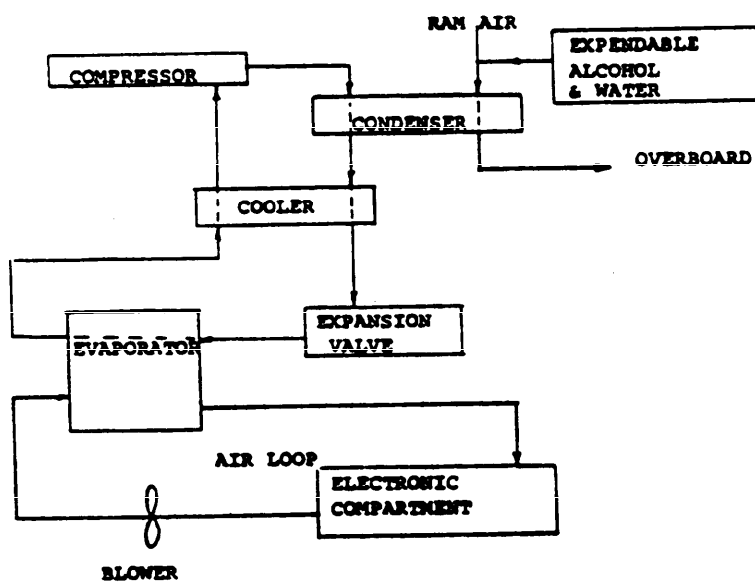 RAM AIR
EXPENDABLE
ALCOHOL
& WATER
COMPRESSOR
CONDENSER
OVERBOARD
COOLER
EXPANSION
VALVE
EVAPORATOR
AIR LOOP
ELECTRONIC
COMPARTMENT
BLOWER